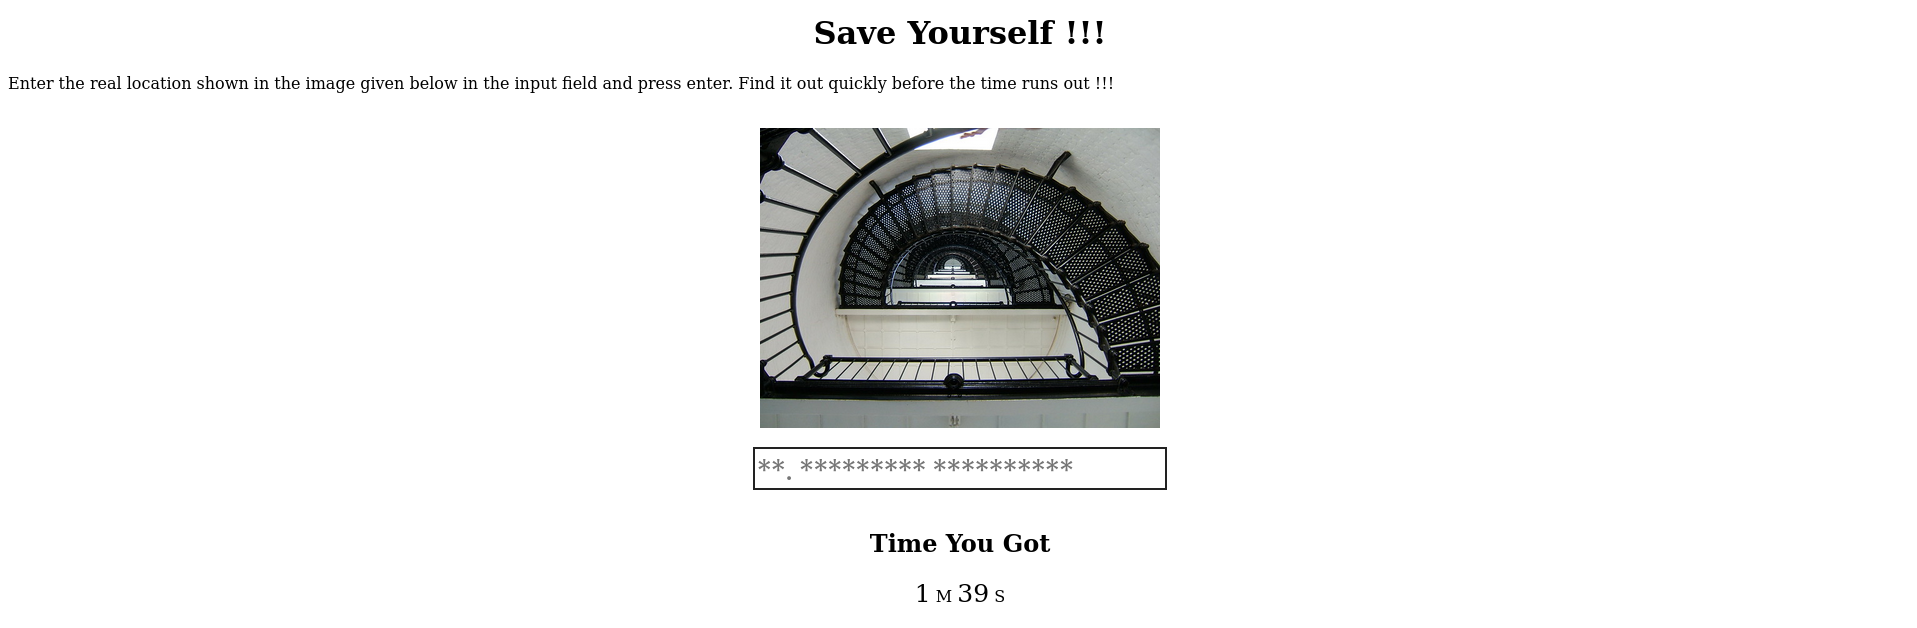 Save Yourself !!!
Enter the real location shown in the image given below in the input field and press enter. Find it out quickly before the time runs out !!!
**. ********* **********
Time You Got
1 M 39 S